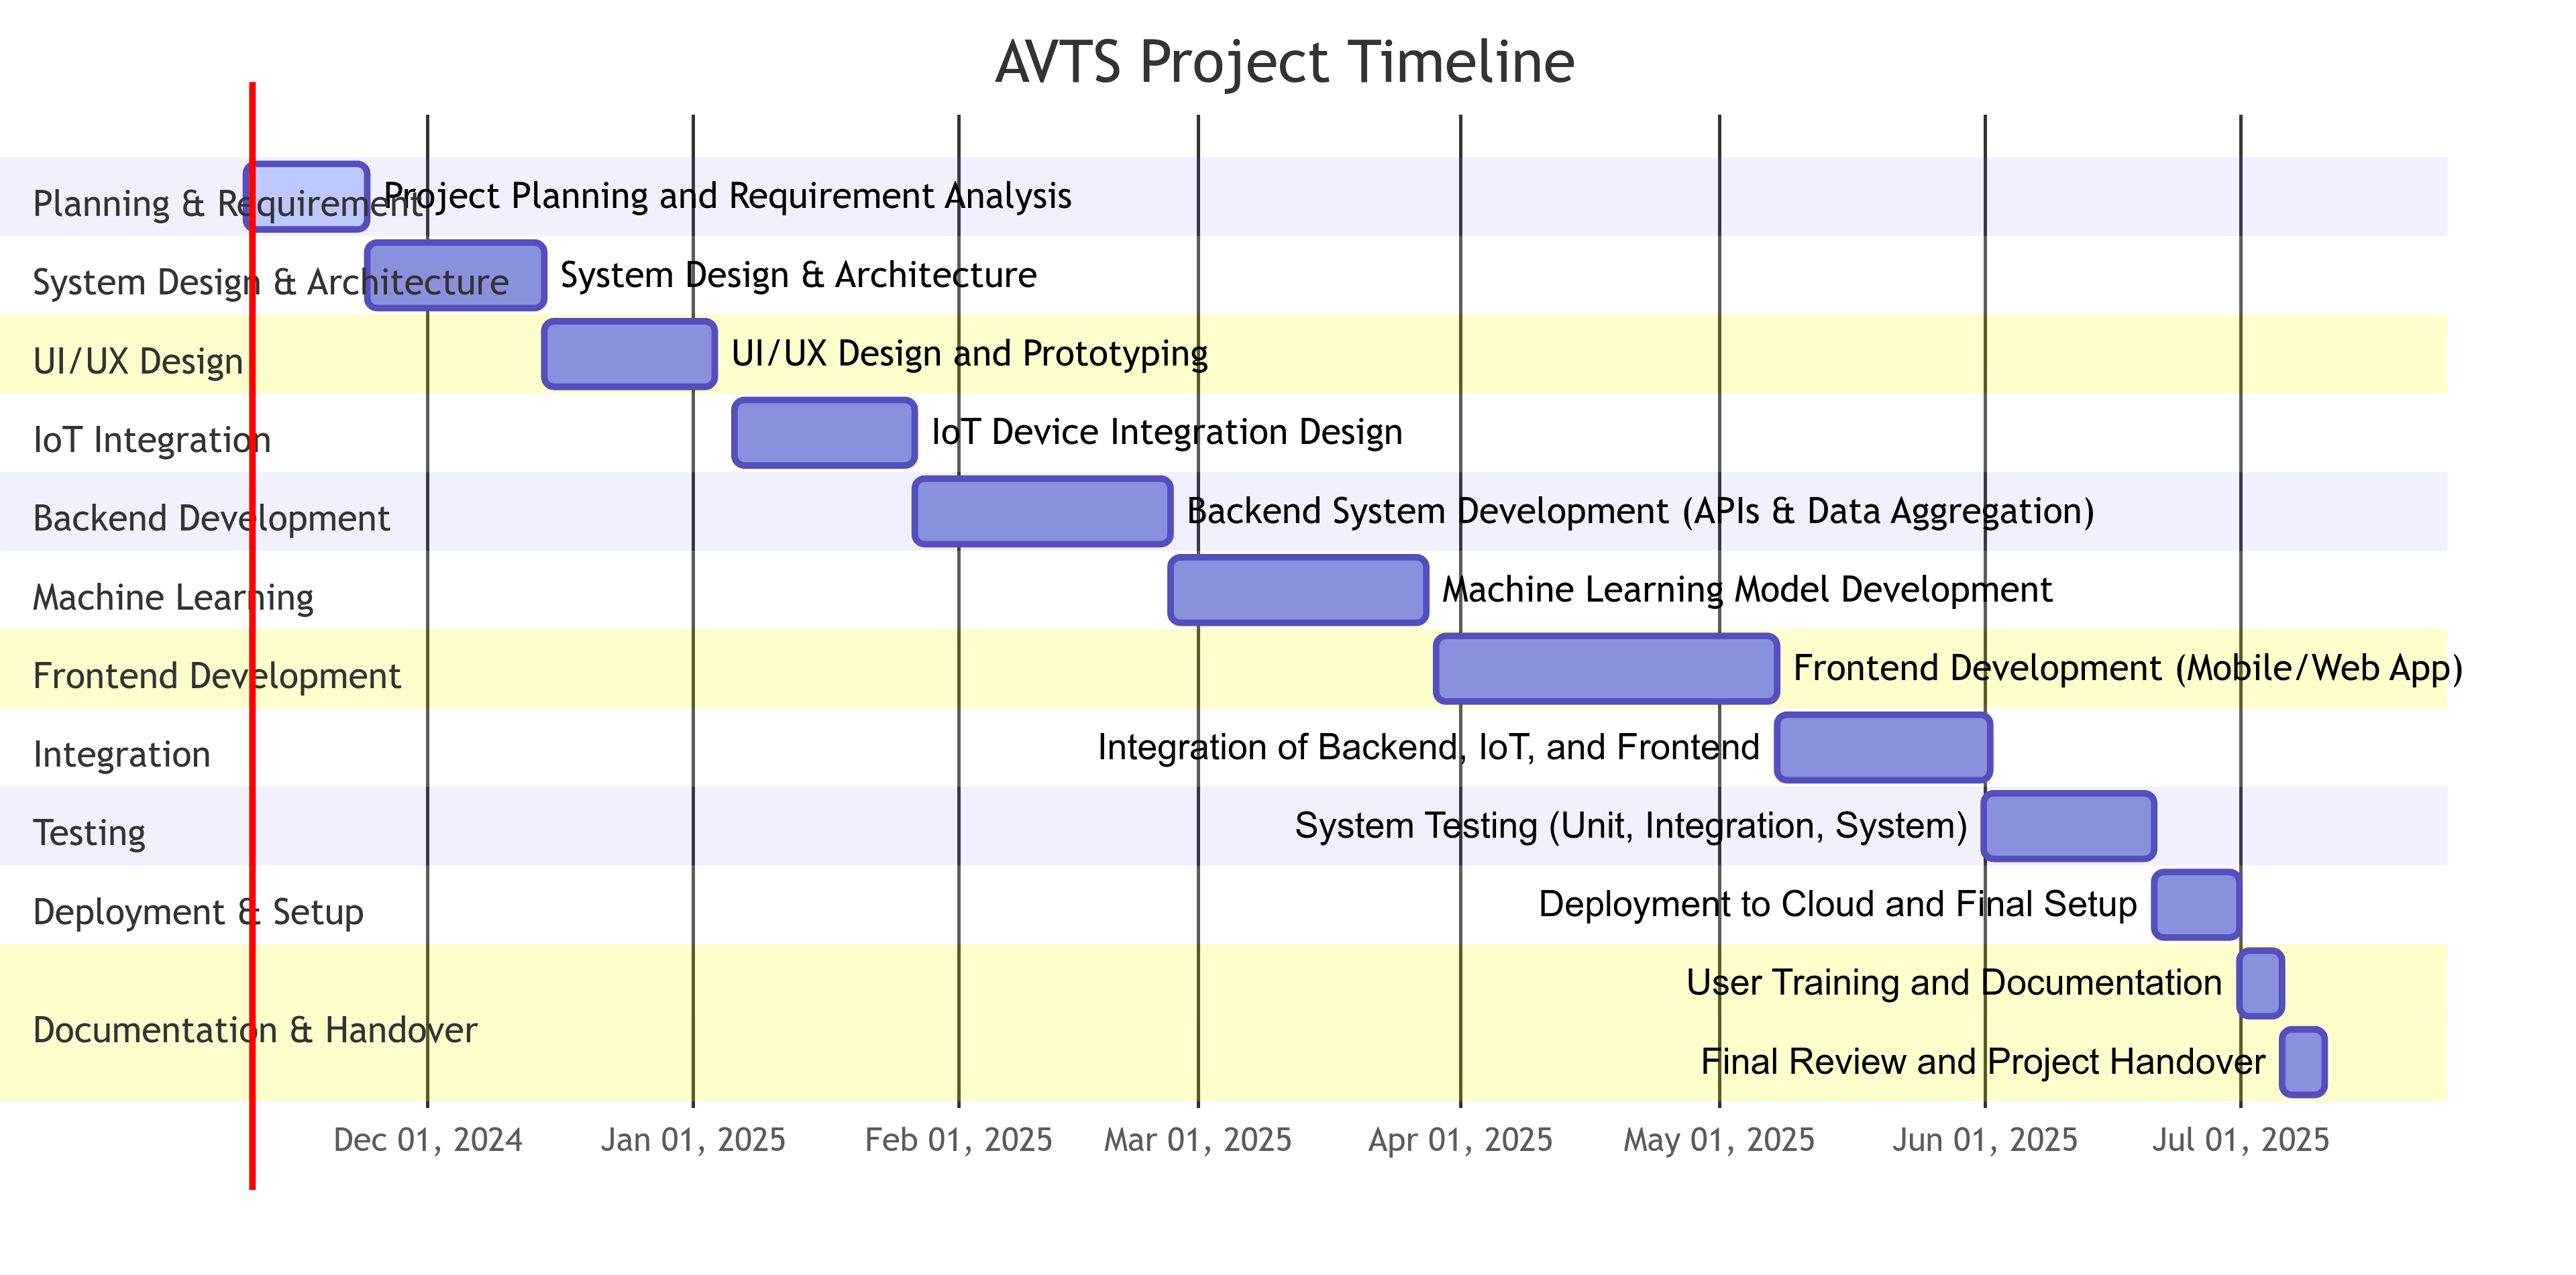 AVTS Project Timeline
Planning & Requirement
Project Planning and Requirement Analysis
System Design & Architecture
System Design & Architecture
UI/UX Design
UI/UX Design and Prototyping
IoT Integration
IoT Device Integration Design
Backend Development
Backend System Development (APIs & Data Aggregation)
Machine Learning
Machine Learning Model Development
Frontend Development
Frontend Development (Mobile/Web App)
Integration
Integration of Backend, IoT, and Frontend
Testing
System Testing (Unit, Integration, System)
Deployment & Setup
Deployment to Cloud and Final Setup
Documentation & Handover
User Training and Documentation
Final Review and Project Handover
Dec 01, 2024
Jan 01, 2025
Feb 01, 2025
Mar 01, 2025
Apr 01, 2025
May 01, 2025
Jun 01, 2025
Jul 01, 2025